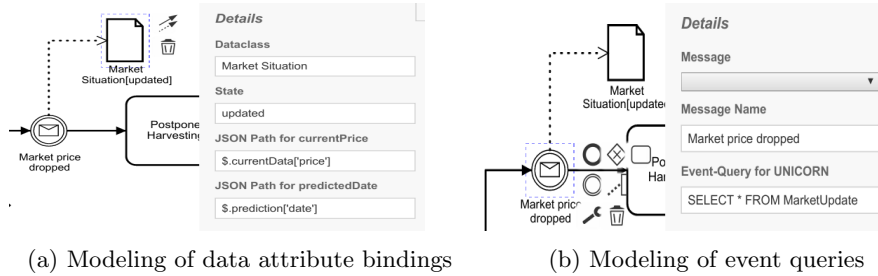 Market
Situation[updated]
Market price
dropped
Postpone
Harvesting
Details
Dataclass
Market Situation
State
updated
JSON Path for currentPrice
$.currentData['price']
JSON Path for predictedDate
$.prediction['date']
(a) Modeling of data attribute bindings
Market
Situation[update
Market price
dropped
Po
Har
Details
Message
Message Name
Market price dropped
Event-Query for UNICORN
SELECT * FROM MarketUpdate
(b) Modeling of event queries